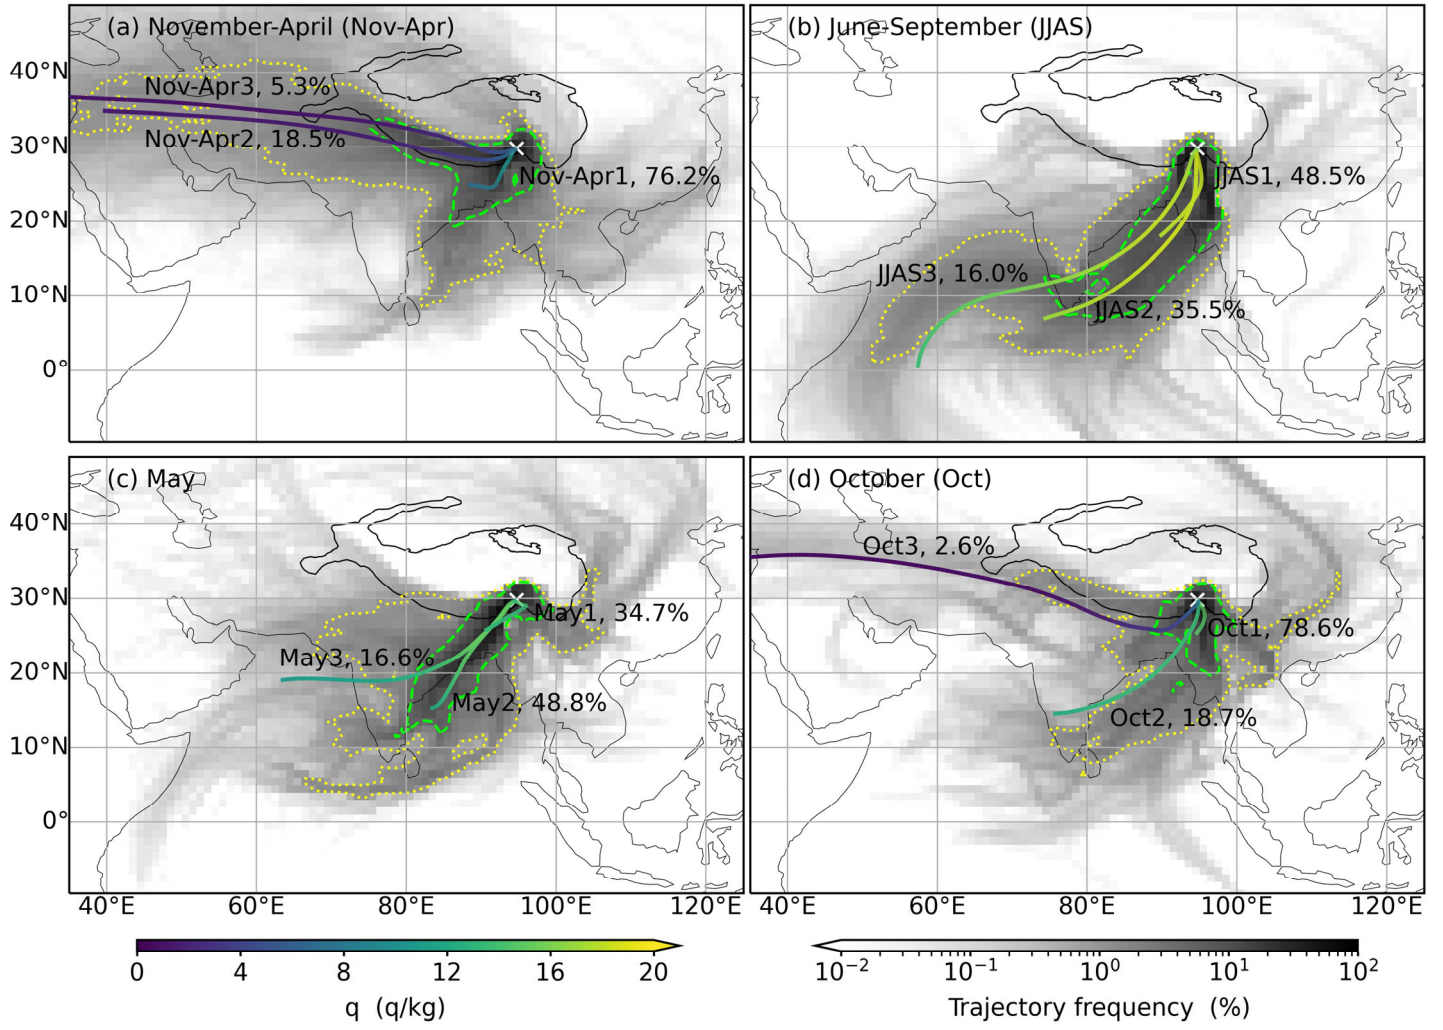 (a) November-April (Nov-Apr)
(b) June-September (JJAS)
40°N
30°N
20°N
10°N
0°
Nov-Apr3, 5.3%
Nov-Apr2, 18.5%
Nov-Apr1, 76.2%
JJAS1, 48.5%
JJAS3, 16.0%
JJAS2, 35.5%
(c) May
(d) October (Oct)
40°N
30°N
20°N
10°N
0°
May1, 34.7%
May3, 16.6%
May2, 48.8%
Oct3, 2.6%
Oct1, 78.6%
Oct2, 18.7%
40°E 60°E 80°E 100°E 120°E
40°E 60°E 80°E 100°E 120°E
0 4 8 12 16 20
q (q/kg)
10⁻² 10⁻¹ 10⁰ 10¹ 10²
Trajectory frequency (%)